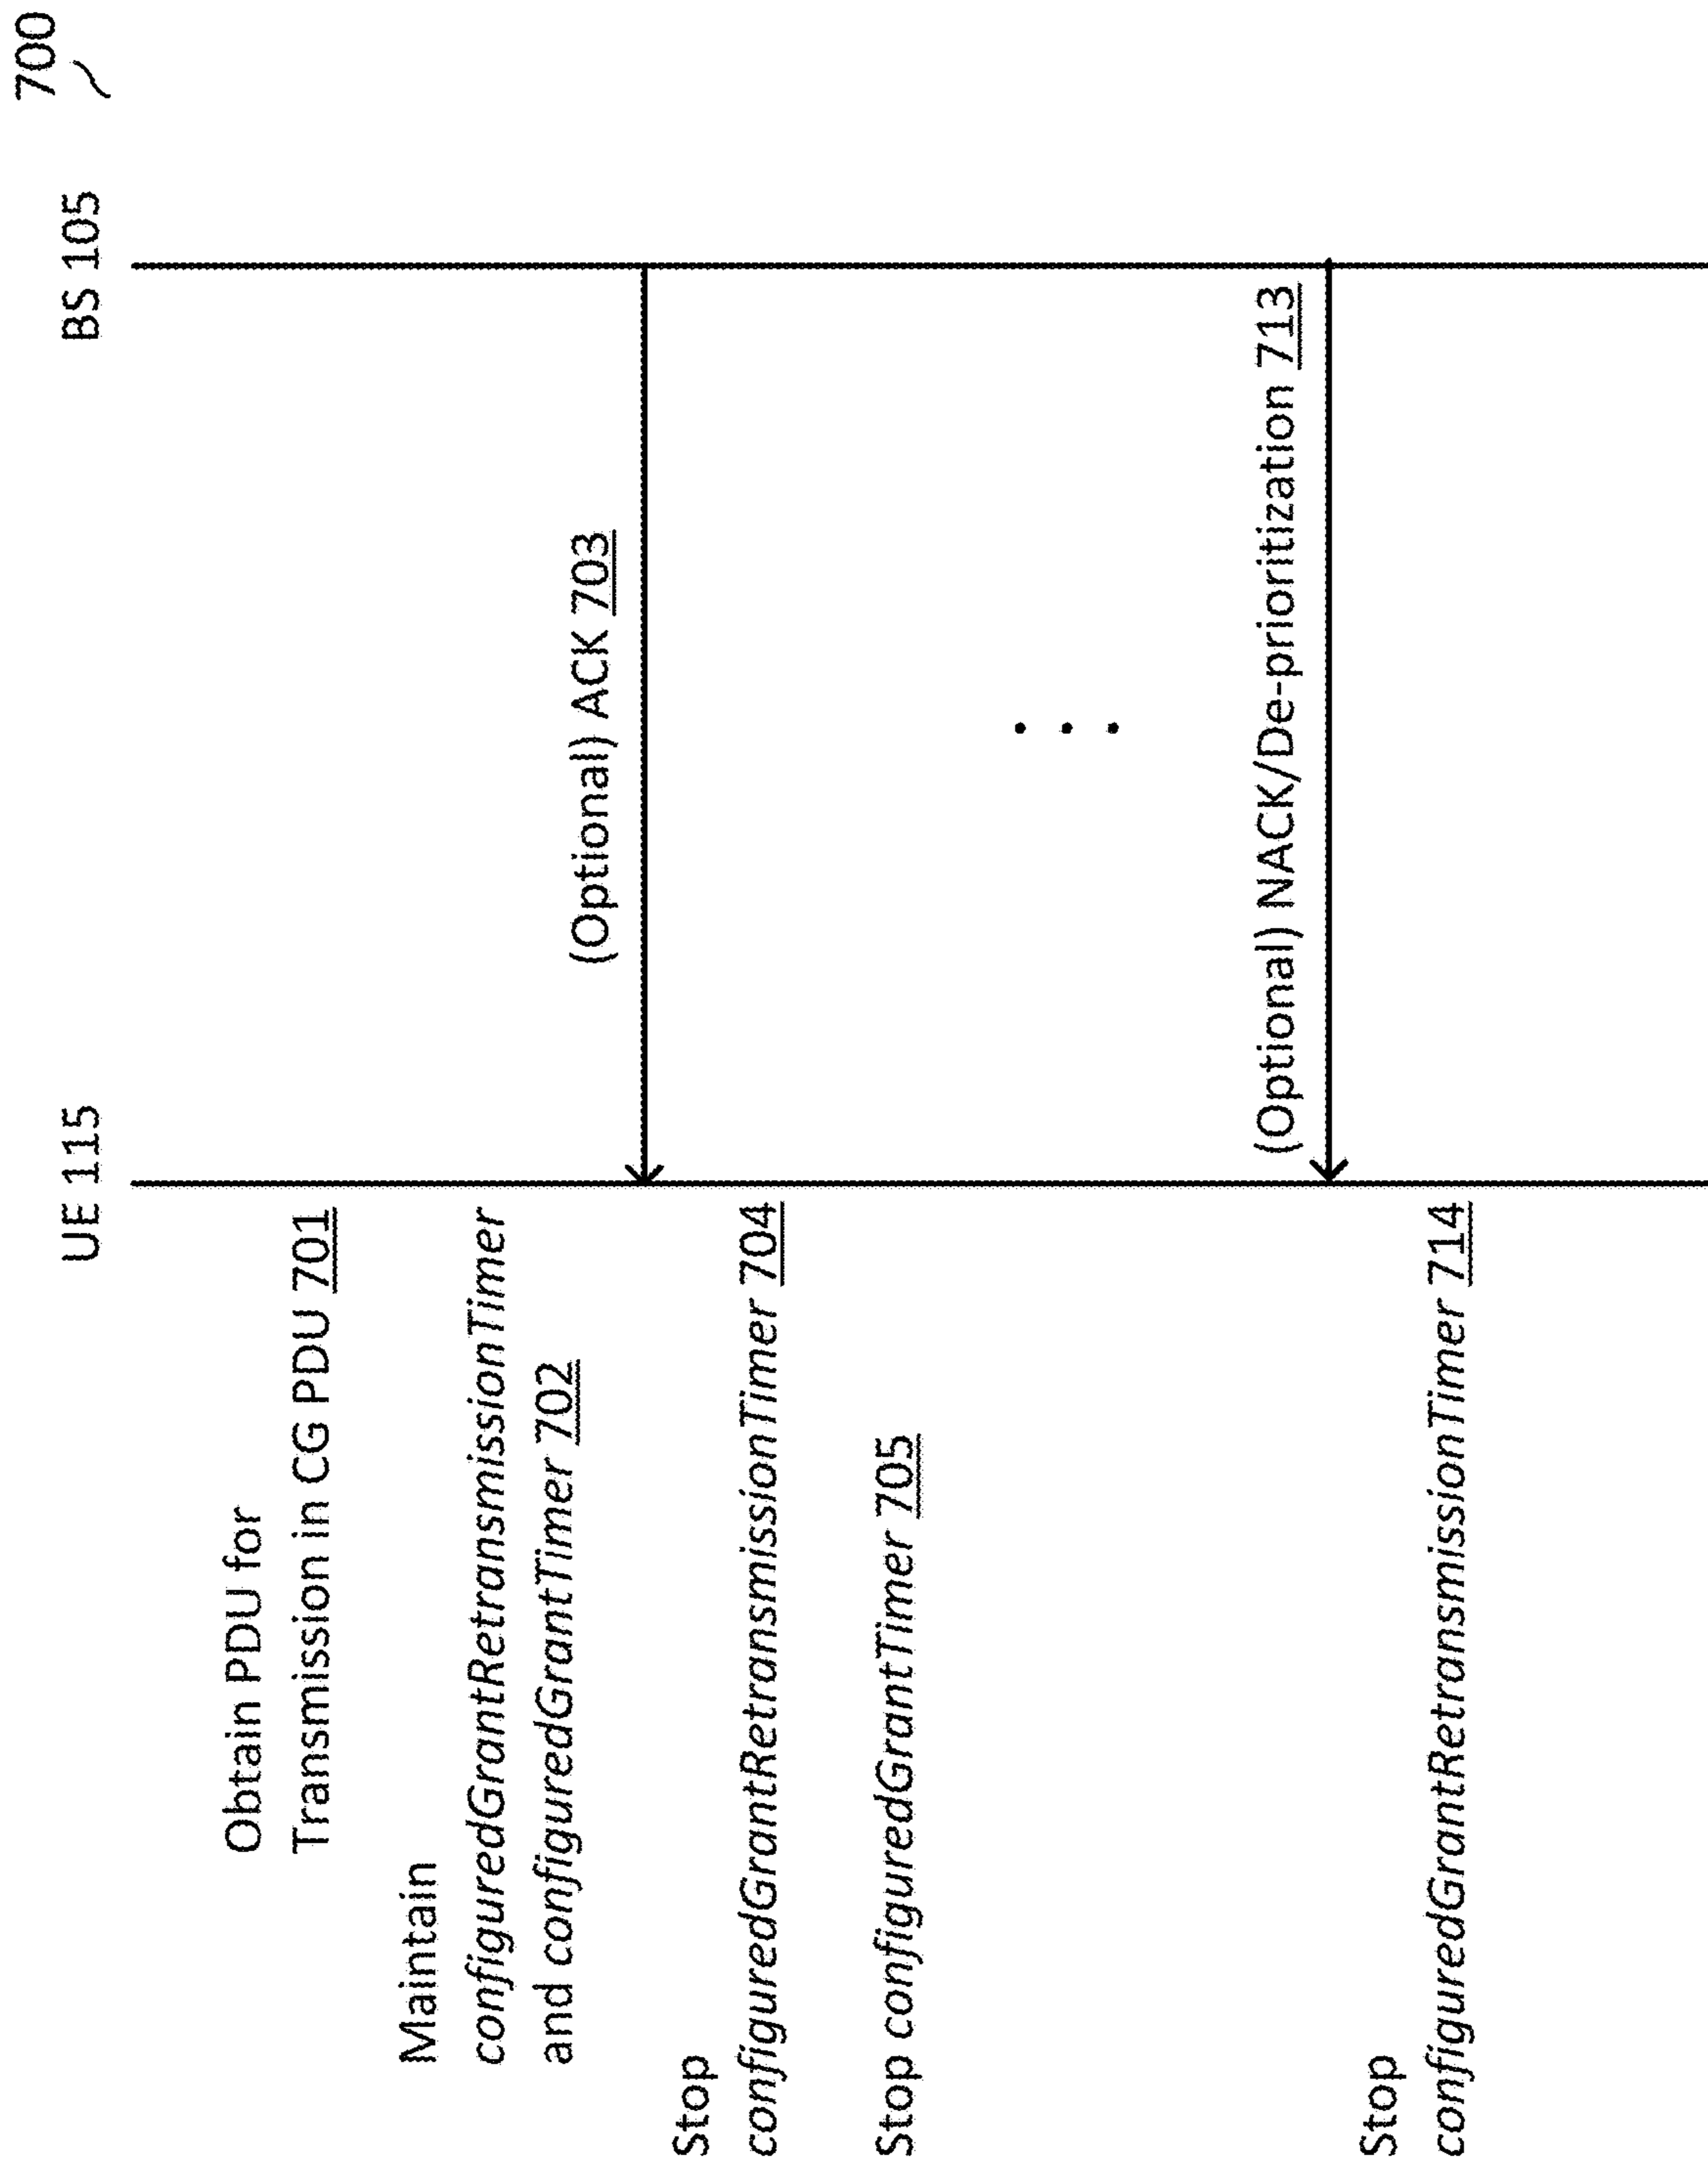 700
UE 115
BS 105
Obtain PDU for
Transmission in CG PDU 701
Maintain
configuredGrantRetransmissionTimer
and configuredGrantTimer 702
(Optional) ACK 703
Stop
configuredGrantRetransmissionTimer 704
Stop configuredGrantTimer 705
(Optional) NACK/De-prioritization 713
Stop
configuredGrantRetransmissionTimer 714